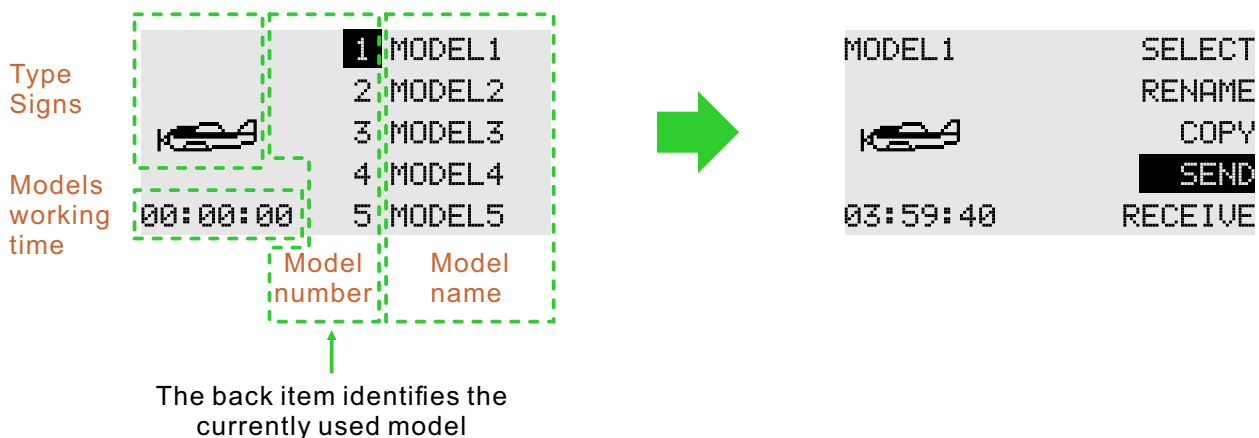 Type
Signs
Models
working
time
00:00:00
1 MODEL1
2 MODEL2
3 MODEL3
4 MODEL4
5 MODEL5
Model
number
Model
name
The back item identifies the
currently used model
MODEL1
03:59:40
SELECT
RENAME
COPY
SEND
RECEIVE